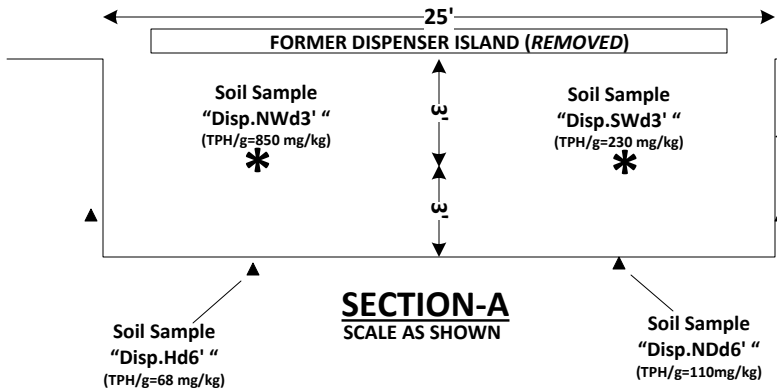 25'
FORMER DISPENSER ISLAND (REMOVED)
Soil Sample
“Disp.NWd3' “
(TPH/g=850 mg/kg)
3'
Soil Sample
“Disp.SWd3' “
(TPH/g=230 mg/kg)
3'
SECTION-A
SCALE AS SHOWN
Soil Sample
“Disp.Hd6' “
(TPH/g=68 mg/kg)
Soil Sample
“Disp.NDd6' “
(TPH/g=110mg/kg)